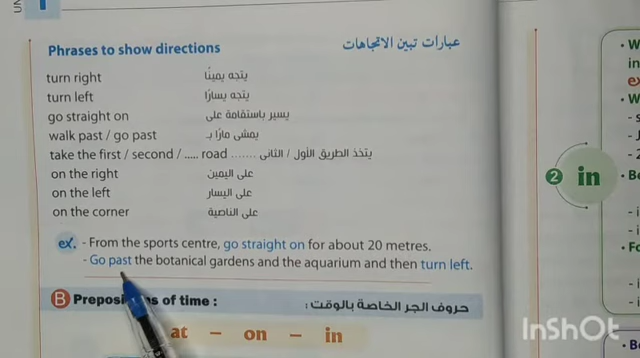 Phrases to show directions
عبارات تبين الاتجاهات
turn right يتجه يمينًا
turn left يتجه يسارًا
go straight on يسير باستقامة على
walk past / go past يمشى مارًا بـ
take the first / second / ..... road ....... يتخذ الطريق الأول / الثانى
on the right على اليمين
on the left على اليسار
on the corner على الناصية
ex. - From the sports centre, go straight on for about 20 metres.
- Go past the botanical gardens and the aquarium and then turn left.
B Prepositions of time :
حروف الجر الخاصة بالوقت :
at – on – in
2 in
InShOt